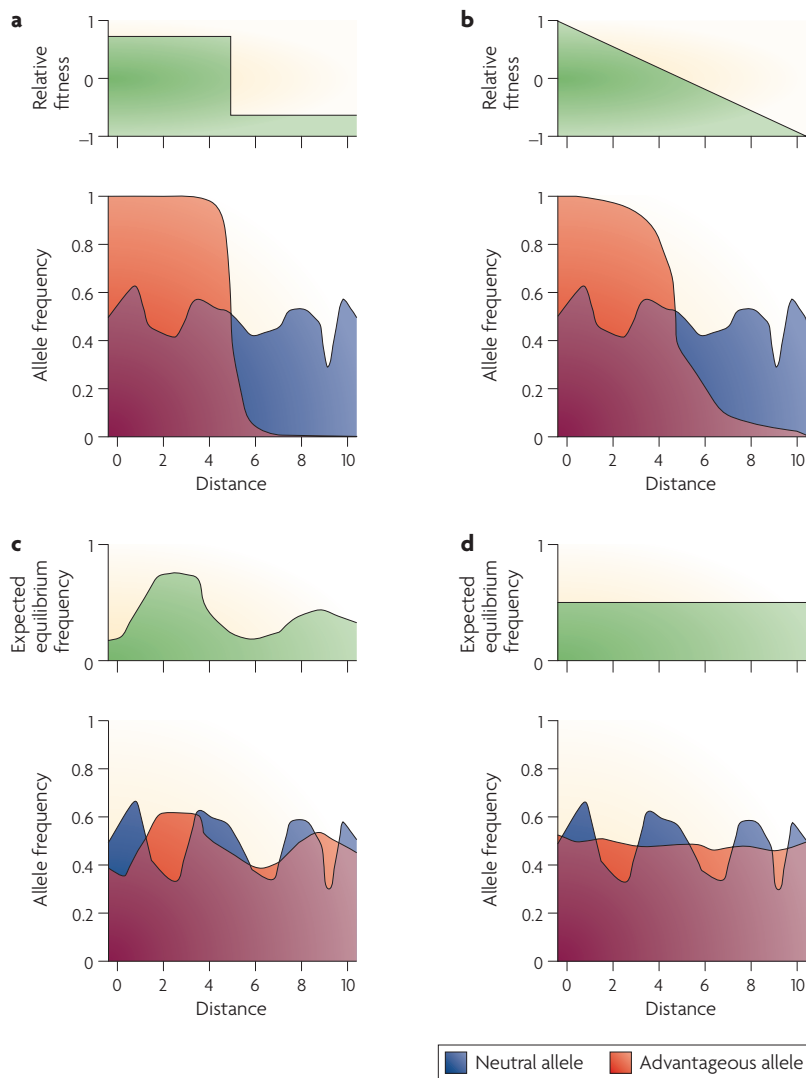 a
Relative
fitness
1
0
−1
Allele frequency
1
0.8
0.6
0.4
0.2
0
0 2 4 6 8 10
Distance
b
Relative
fitness
1
0
−1
Allele frequency
1
0.8
0.6
0.4
0.2
0
0 2 4 6 8 10
Distance
c
Expected
equilibrium
frequency
1
0
Allele frequency
1
0.8
0.6
0.4
0.2
0
0 2 4 6 8 10
Distance
d
Expected
equilibrium
frequency
1
0
Allele frequency
1
0.8
0.6
0.4
0.2
0
0 2 4 6 8 10
Distance
Neutral allele Advantageous allele